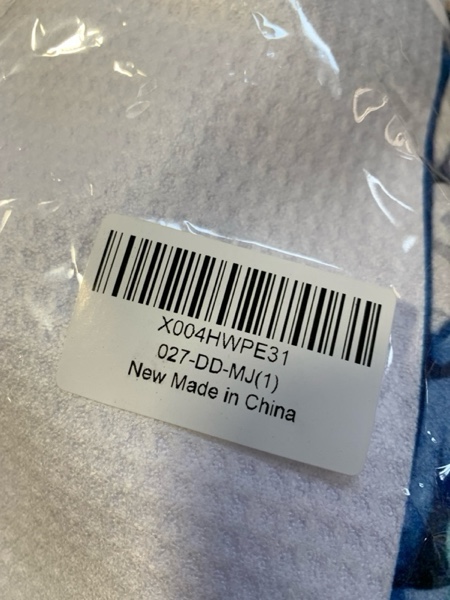 X004HWPE31
027-DD-MJ(1)
New Made in China